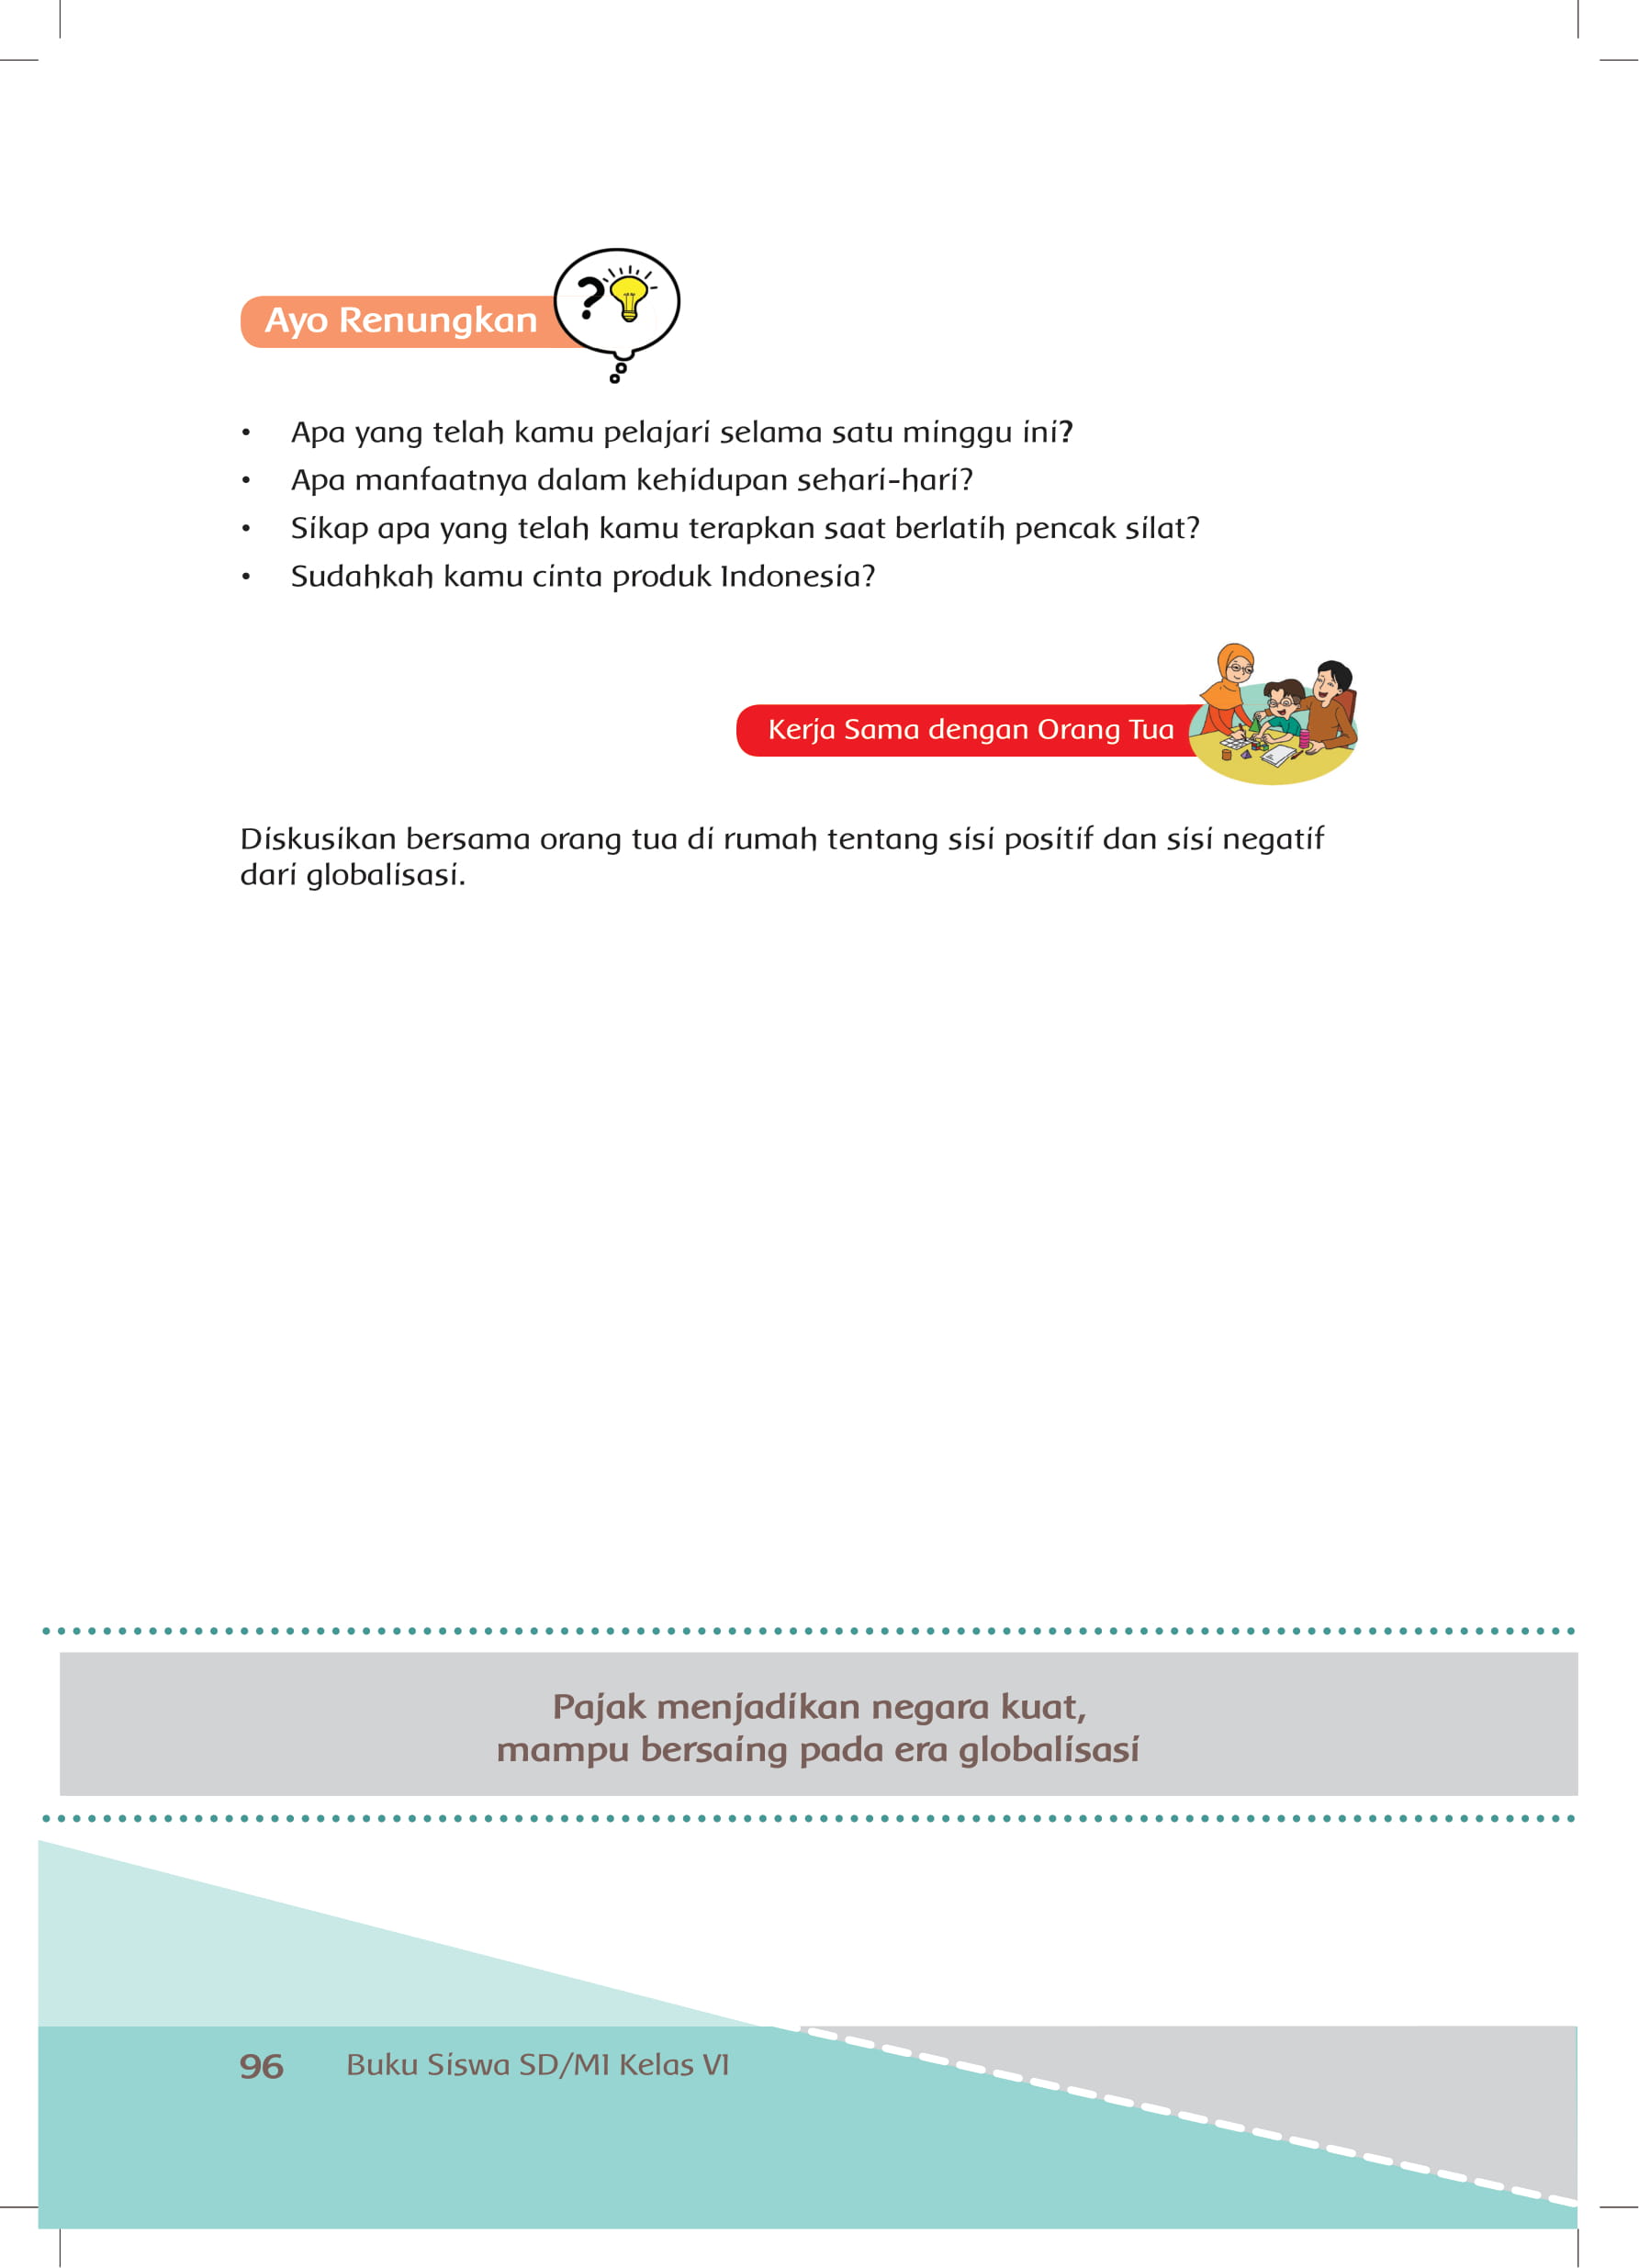 Ayo Renungkan
?
• Apa yang telah kamu pelajari selama satu minggu ini?
• Apa manfaatnya dalam kehidupan sehari-hari?
• Sikap apa yang telah kamu terapkan saat berlatih pencak silat?
• Sudahkah kamu cinta produk Indonesia?
Kerja Sama dengan Orang Tua
Diskusikan bersama orang tua di rumah tentang sisi positif dan sisi negatif
dari globalisasi.
Pajak menjadikan negara kuat,
mampu bersaing pada era globalisasi
96 Buku Siswa SD/MI Kelas VI